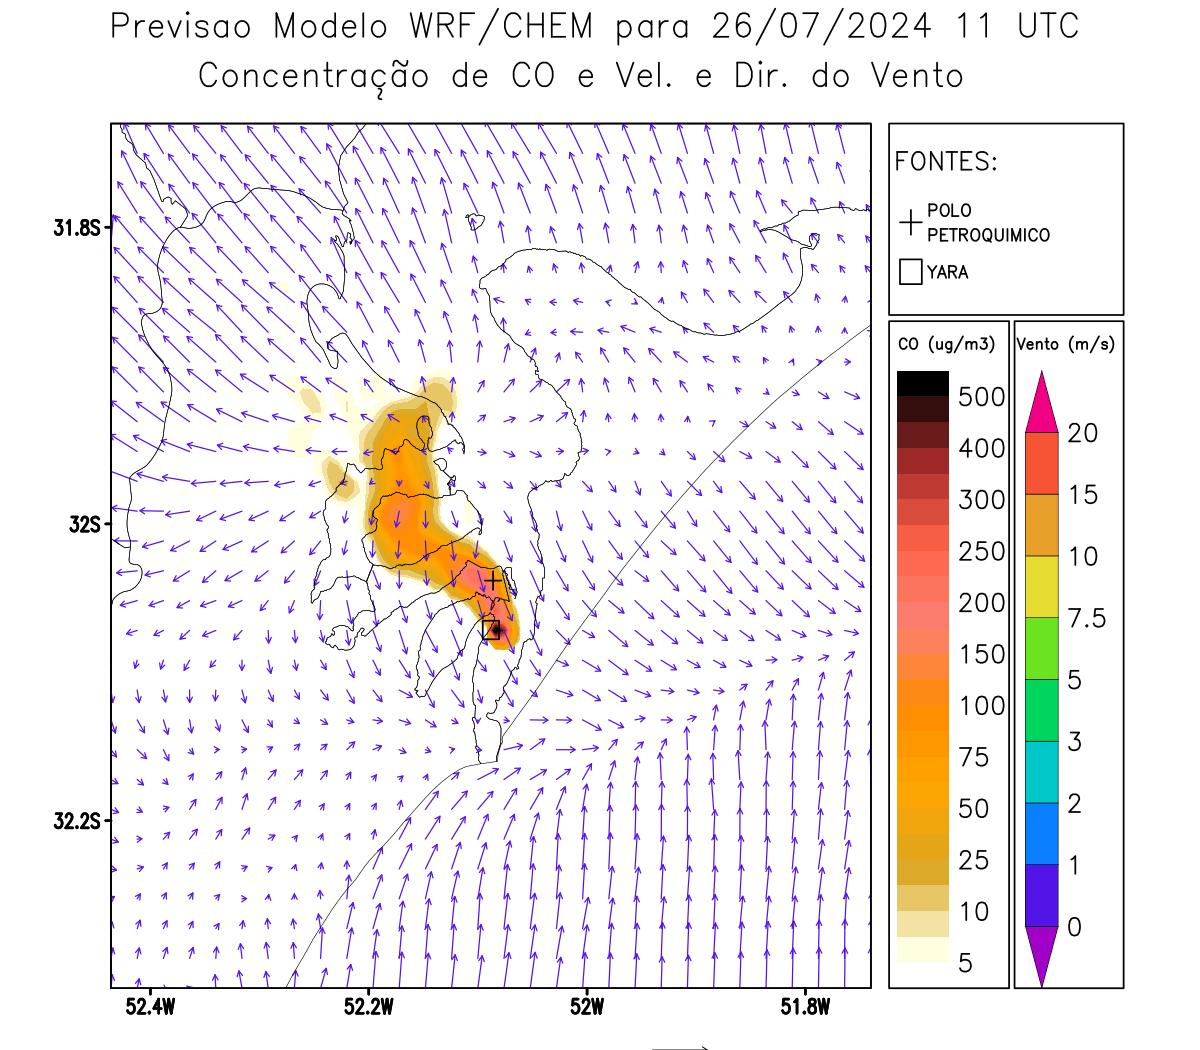 Previsao Modelo WRF/CHEM para 26/07/2024 11 UTC
Concentração de CO e Vel. e Dir. do Vento
FONTES:
POLO
PETROQUIMICO
YARA
31.8S
32S
32.2S
52.4W
52.2W
52W
51.8W
CO (ug/m3)
500
400
300
250
200
150
100
75
50
25
10
5
Vento (m/s)
20
15
10
7.5
5
3
2
1
0